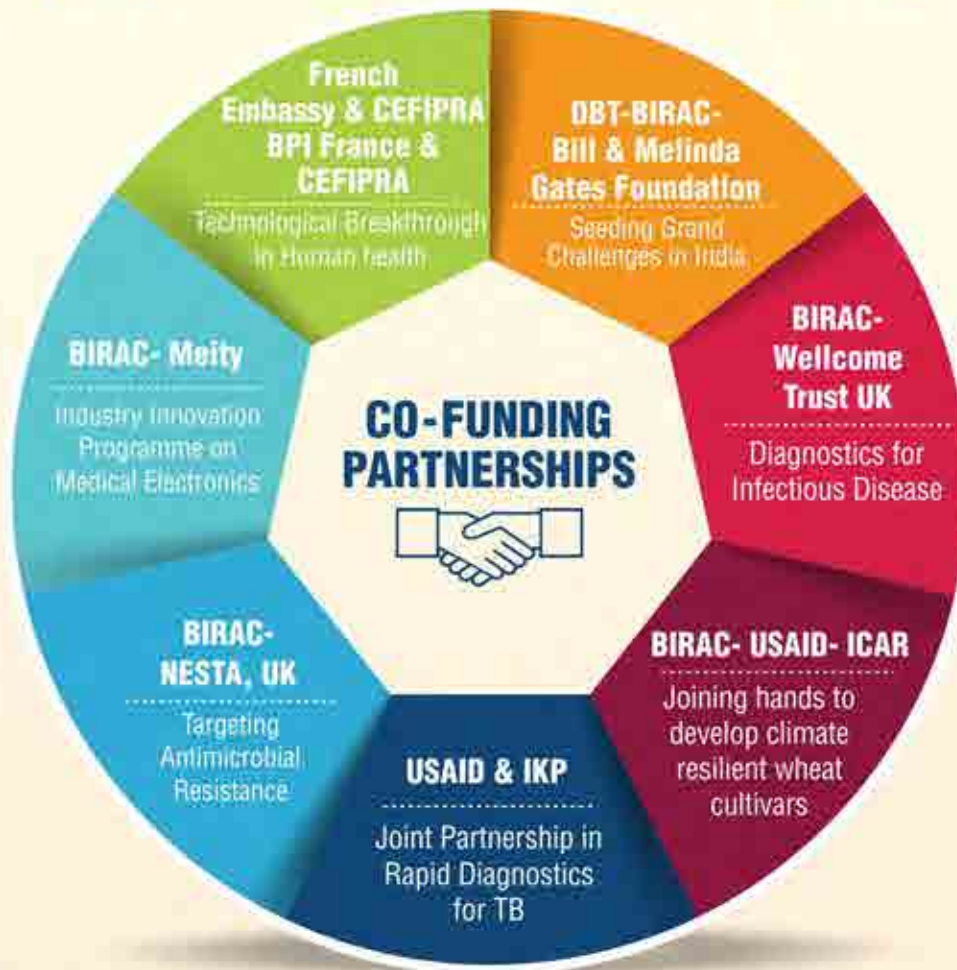 CO-FUNDING
PARTNERSHIPS
French
Embassy & CEFIPRA
BPI France &
CEFIPRA
Technological Breakthrough
in Human health
DBT-BIRAC-
Bill & Melinda
Gates Foundation
Seeding Grand
Challenges in India
BIRAC-
Wellcome
Trust UK
Diagnostics for
Infectious Disease
BIRAC- USAID- ICAR
Joining hands to
develop climate
resilient wheat
cultivars
USAID & IKP
Joint Partnership in
Rapid Diagnostics
for TB
BIRAC-
NESTA, UK
Targeting
Antimicrobial
Resistance
BIRAC- Meity
Industry Innovation
Programme on
Medical Electronics